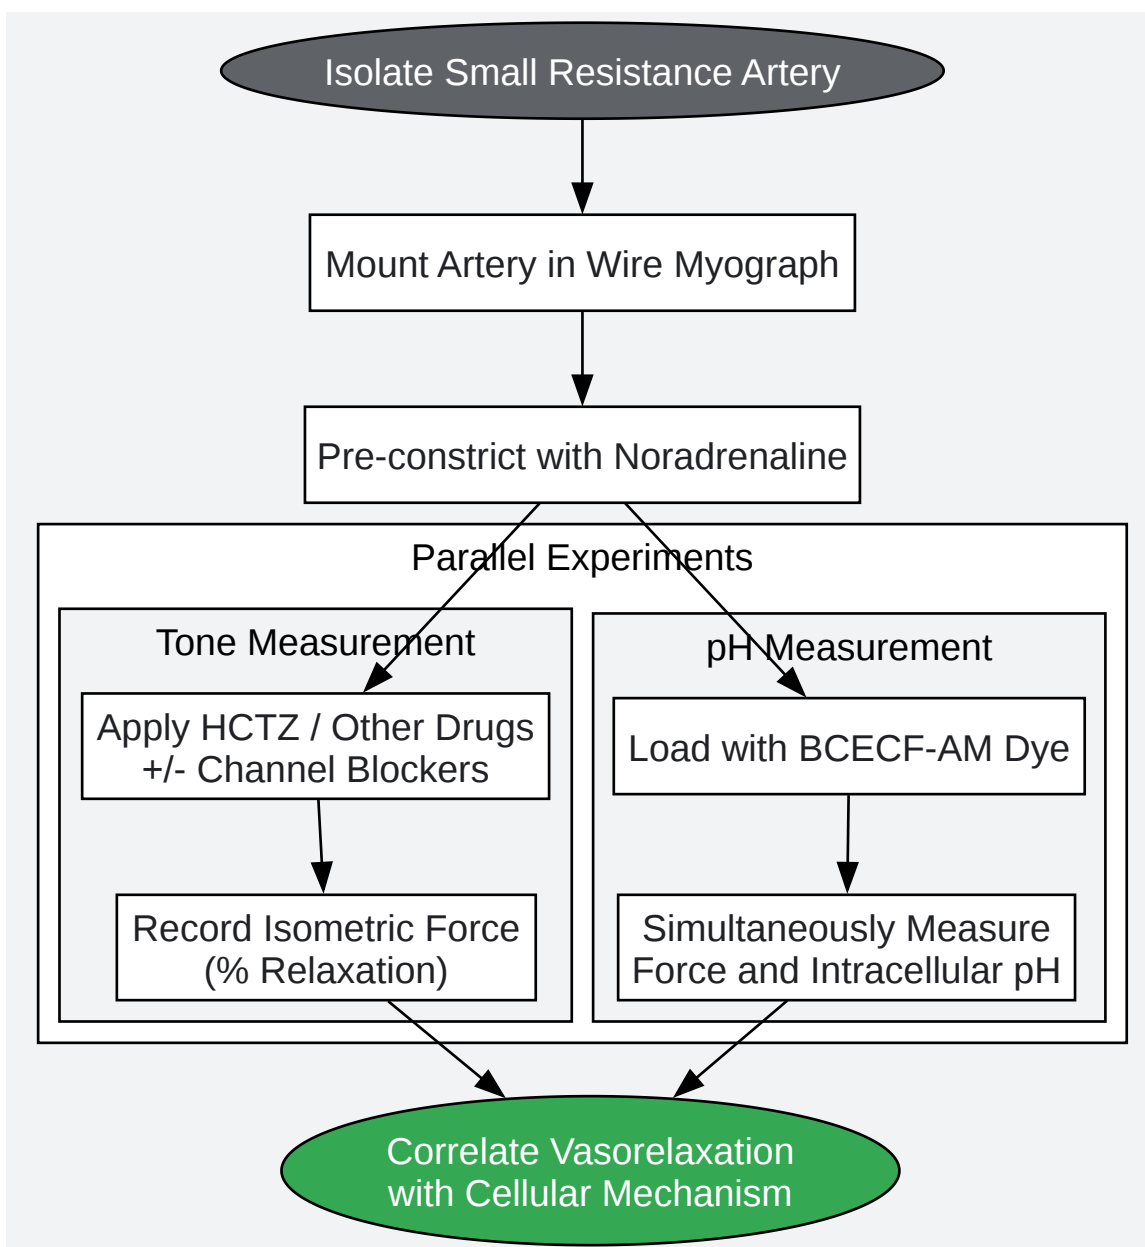 Isolate Small Resistance Artery
Mount Artery in Wire Myograph
Pre-constrict with Noradrenaline
Parallel Experiments
Tone Measurement
Apply HCTZ / Other Drugs
+/- Channel Blockers
Record Isometric Force
(% Relaxation)
pH Measurement
Load with BCECF-AM Dye
Simultaneously Measure
Force and Intracellular pH
Correlate Vasorelaxation
with Cellular Mechanism